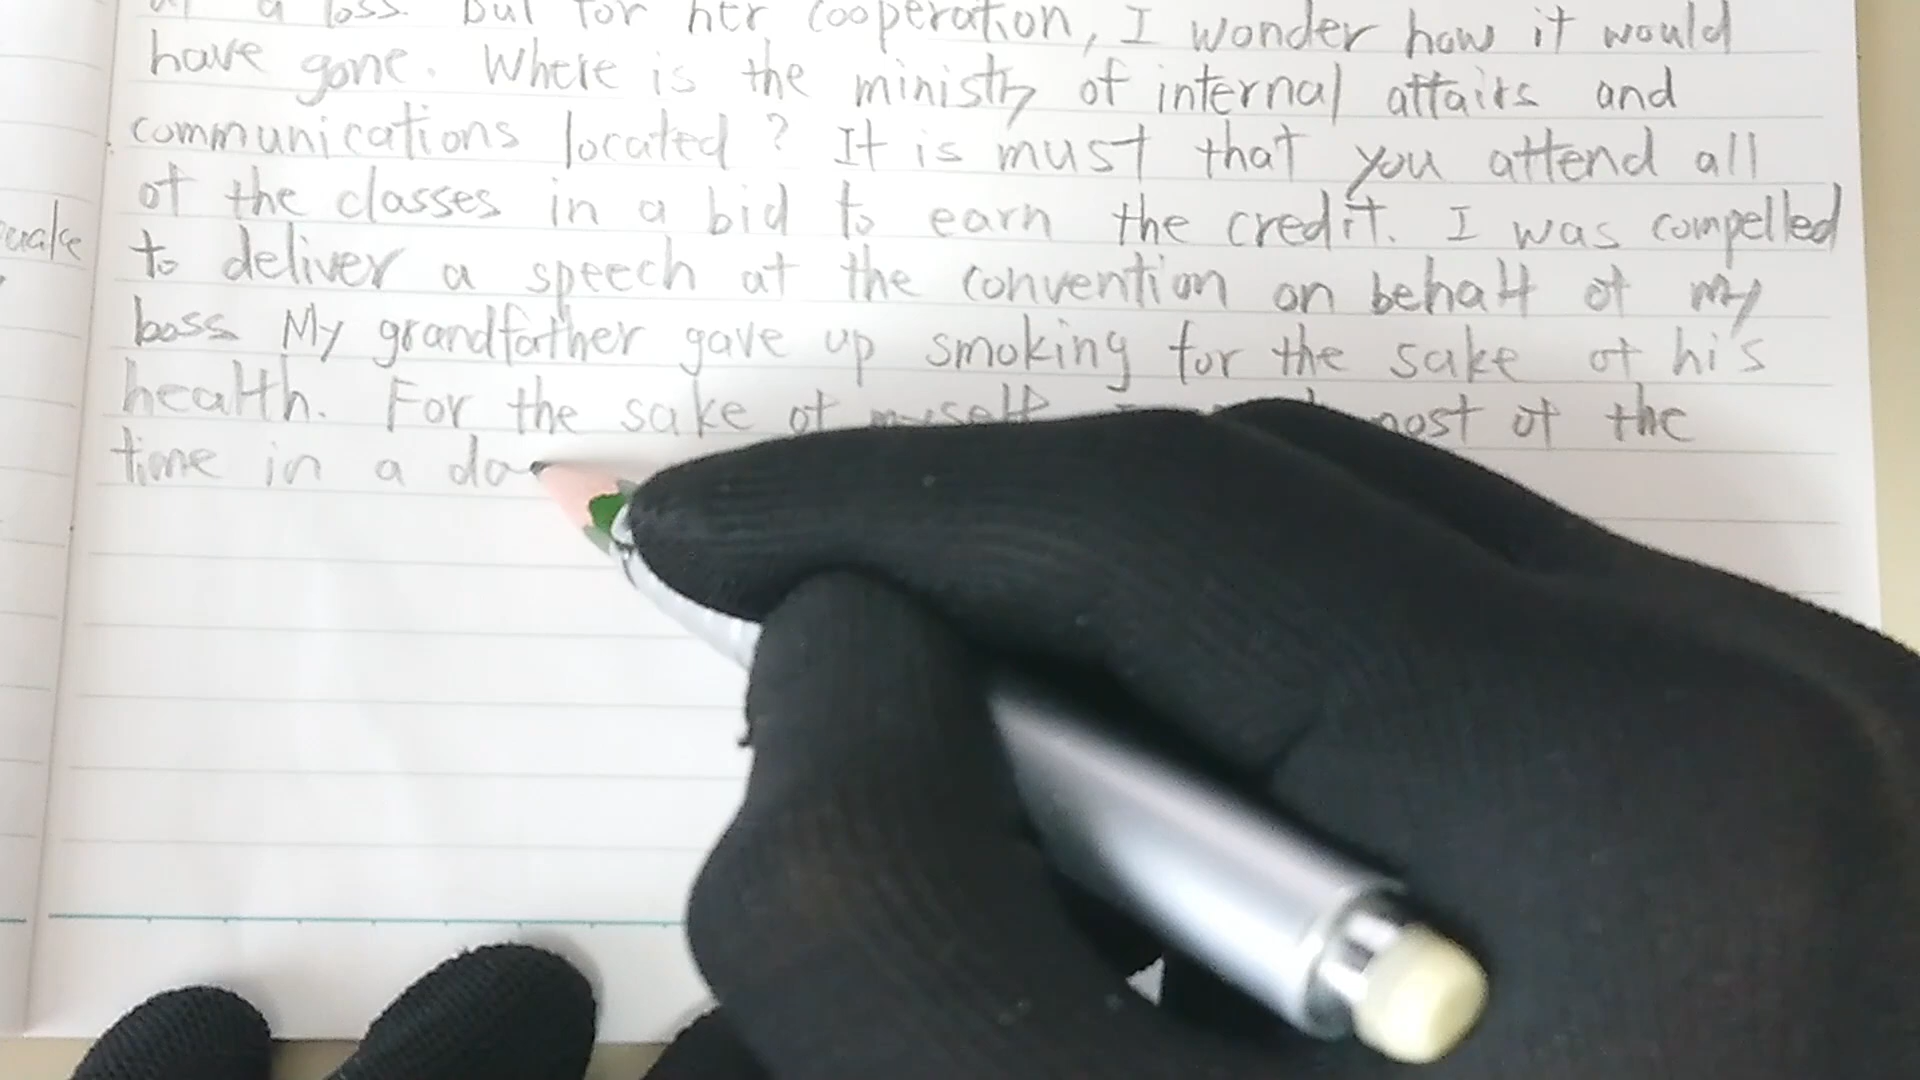 a loss. But for her cooperation, I wonder how it would
have gone. Where is the ministry of internal affairs and
communications located? It is must that you attend all
of the classes in a bid to earn the credit. I was compelled
to deliver a speech at the convention on behalf of my
boss. My grandfather gave up smoking for the sake of his
health. For the sake of myself most of the
time in a da